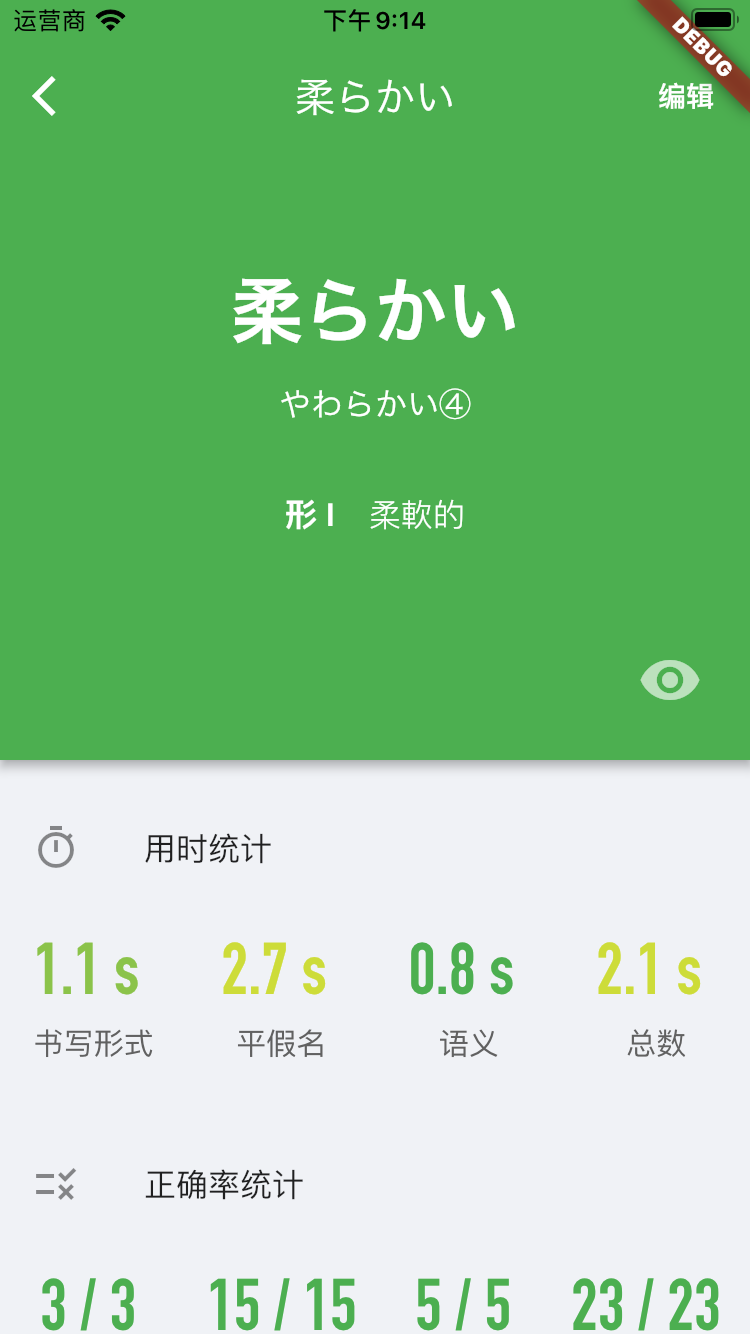 运营商 下午 9:14
DEBUG
柔らかい 编辑
柔らかい
やわらかい④
形 I 柔軟的
用时统计
1.1 s 2.7 s 0.8 s 2.1 s
书写形式 平假名 语义 总数
正确率统计
3 / 3 15 / 15 5 / 5 23 / 23